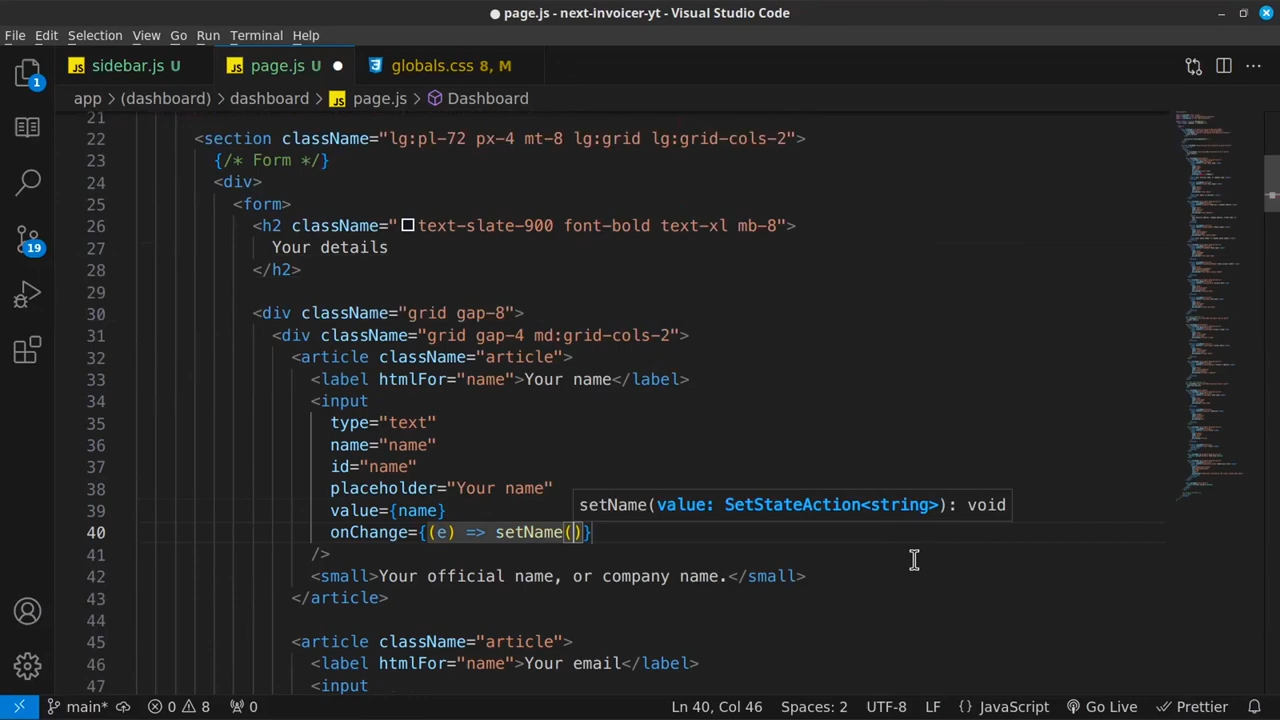 page.js - next-invoicer-yt - Visual Studio Code
File Edit Selection View Go Run Terminal Help
JS sidebar.js U JS page.js U globals.css 8, M
1
app > (dashboard) > dashboard > JS page.js > Dashboard
21
22 <section className="lg:pl-72 px-4 mt-8 lg:grid lg:grid-cols-2">
23 {/* Form */}
24 <div>
25 <form>
26 <h2 className="text-slate-900 font-bold text-xl mb-8">
27 Your details
28 </h2>
29
30 <div className="grid gap-8">
31 <div className="grid gap-4 md:grid-cols-2">
32 <article className="article">
33 <label htmlFor="name">Your name</label>
34 <input
35 type="text"
36 name="name"
37 id="name"
38 placeholder="Your name"
setName(value: SetStateAction<string>): void
39 value={name}
40 onChange={(e) => setName()}
41 />
42 <small>Your official name, or company name.</small>
43 </article>
44
45 <article className="article">
46 <label htmlFor="name">Your email</label>
47 <input
19
main* 0 8 0 Ln 40, Col 46 Spaces: 2 UTF-8 LF {} JavaScript Go Live Prettier